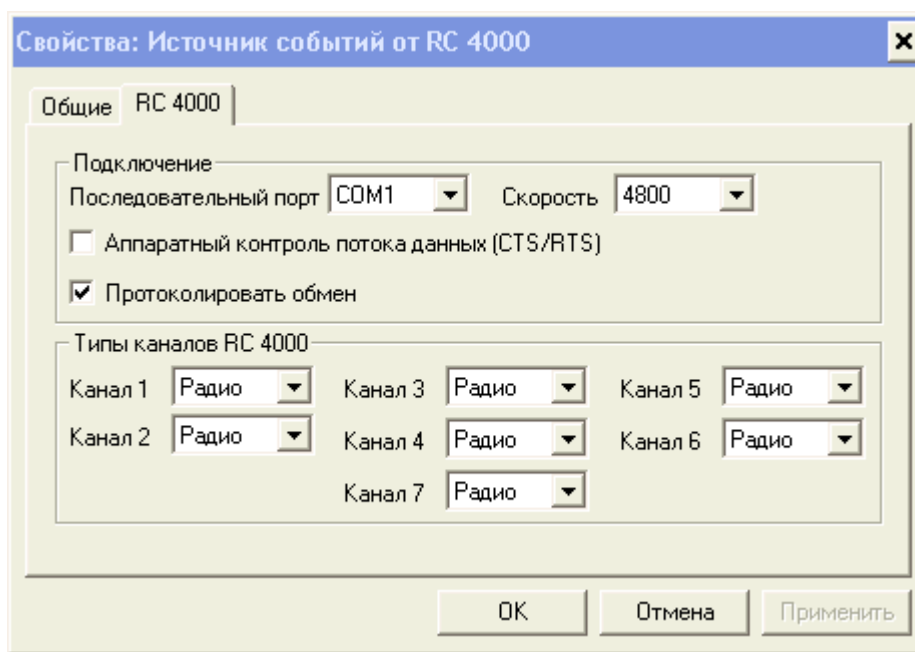 Свойства: Источник событий от RC 4000
Общие RC 4000
Подключение
Последовательный порт COM1 Скорость 4800
Аппаратный контроль потока данных (CTS/RTS)
Протоколировать обмен
Типы каналов RC 4000
Канал 1 Радио Канал 3 Радио Канал 5 Радио
Канал 2 Радио Канал 4 Радио Канал 6 Радио
Канал 7 Радио
OK Отмена Применить